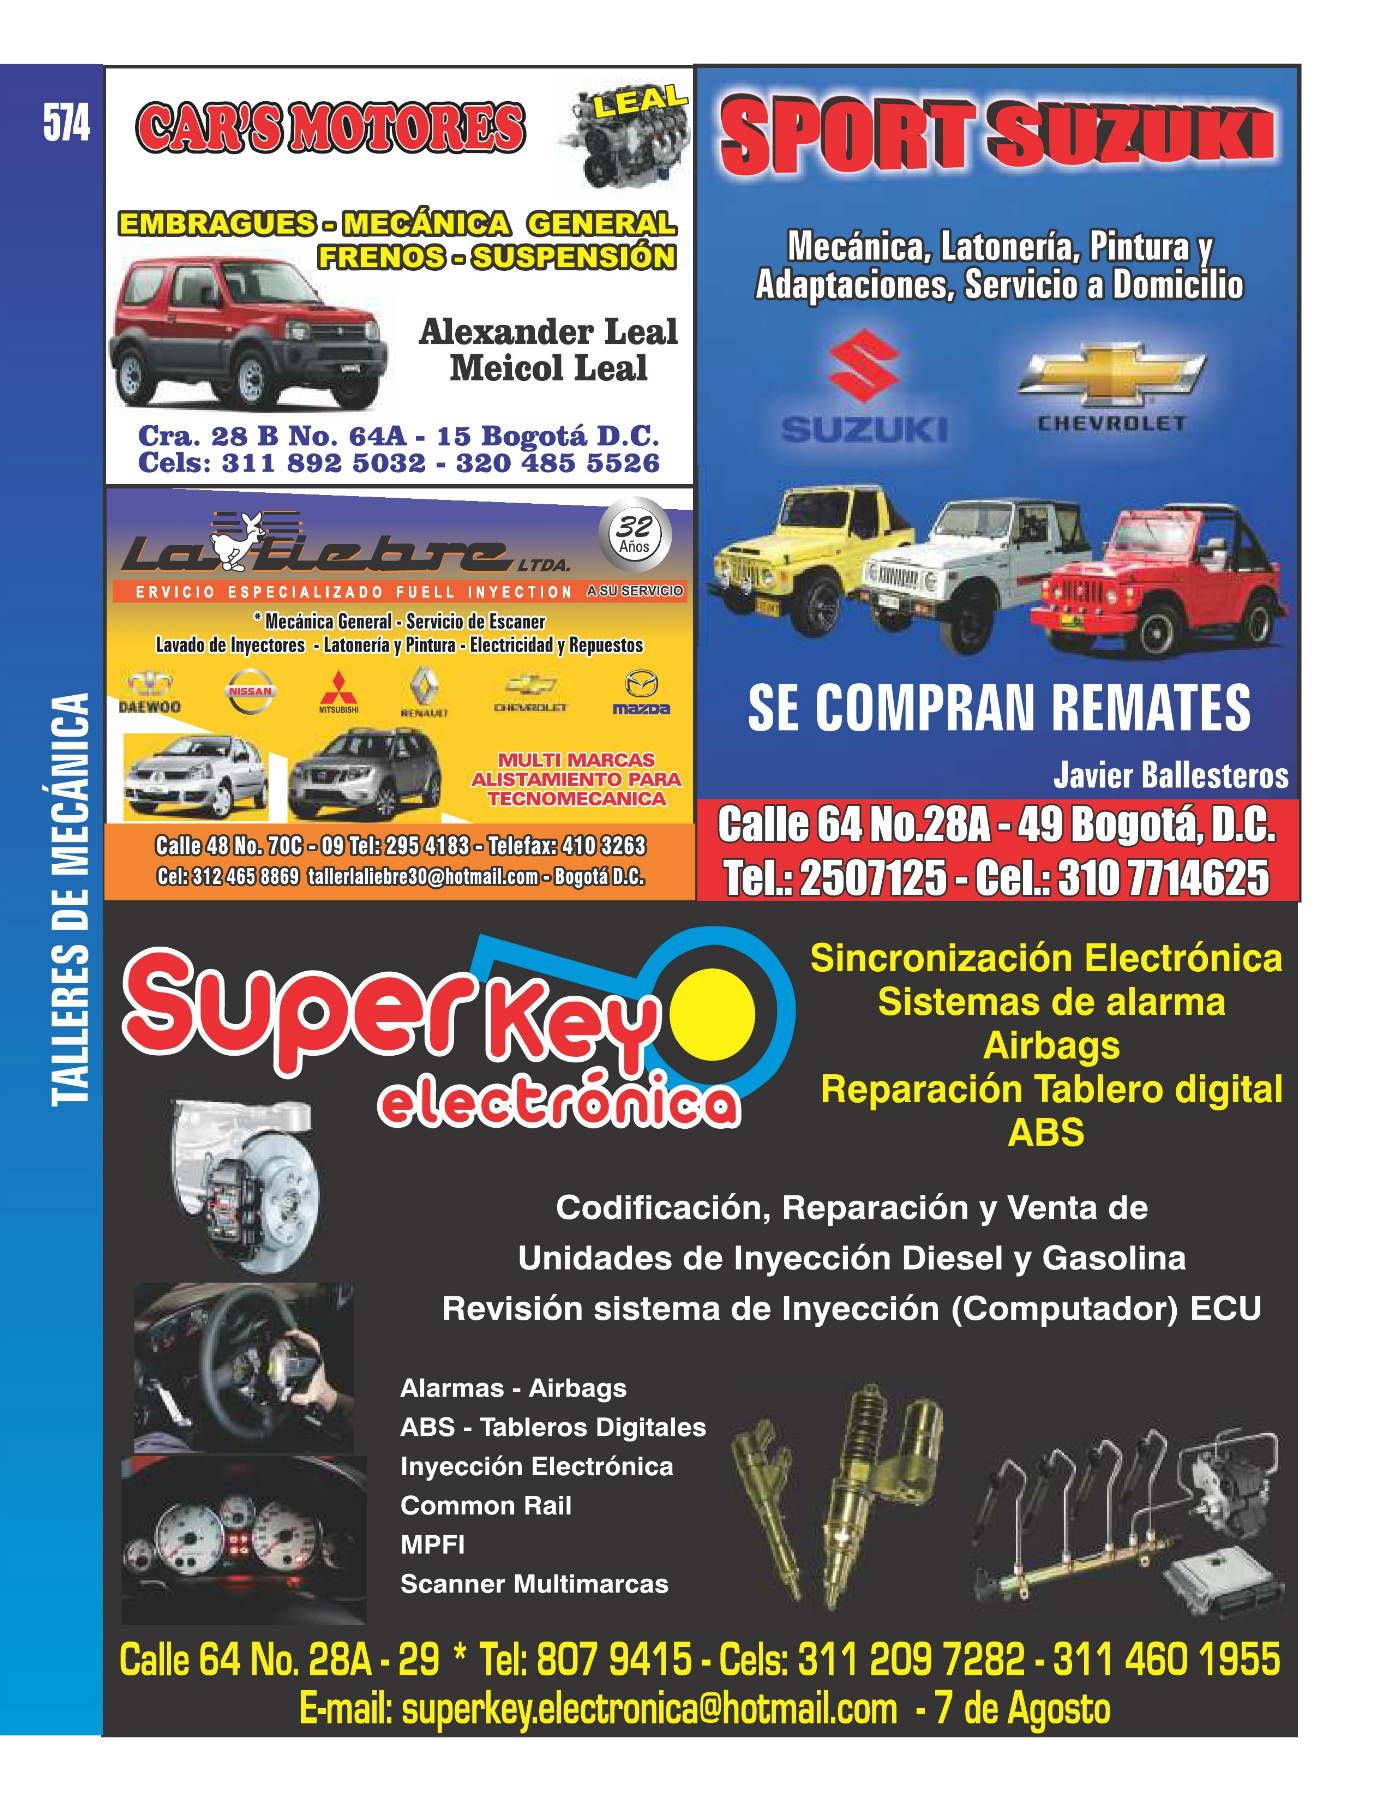 574
TALLERES DE MECÁNICA
CAR'S MOTORES
LEAL
EMBRAGUES - MECÁNICA GENERAL
FRENOS - SUSPENSIÓN
Alexander Leal
Meicol Leal
Cra. 28 B No. 64A - 15 Bogotá D.C.
Cels: 311 892 5032 - 320 485 5526
La Liebre LTDA.
32
Años
A SU SERVICIO
ERVICIO ESPECIALIZADO FUELL INYECTION
* Mecánica General - Servicio de Escaner
Lavado de Inyectores - Latonería y Pintura - Electricidad y Repuestos
DAEWOO
NISSAN
MITSUBISHI
RENAULT
CHEVROLET
mazda
MULTI MARCAS
ALISTAMIENTO PARA
TECNOMECANICA
Calle 48 No. 70C - 09 Tel: 295 4183 - Telefax: 410 3263
Cel: 312 465 8869 tallerlaliebre30@hotmail.com - Bogotá D.C.
SPORT SUZUKI
Mecánica, Latonería, Pintura y
Adaptaciones, Servicio a Domicilio
SUZUKI
CHEVROLET
SE COMPRAN REMATES
Javier Ballesteros
Calle 64 No.28A - 49 Bogotá, D.C.
Tel.: 2507125 - Cel.: 310 7714625
Super Key
electrónica
Sincronización Electrónica
Sistemas de alarma
Airbags
Reparación Tablero digital
ABS
Codificación, Reparación y Venta de
Unidades de Inyección Diesel y Gasolina
Revisión sistema de Inyección (Computador) ECU
Alarmas - Airbags
ABS - Tableros Digitales
Inyección Electrónica
Common Rail
MPFI
Scanner Multimarcas
Calle 64 No. 28A - 29 * Tel: 807 9415 - Cels: 311 209 7282 - 311 460 1955
E-mail: superkey.electronica@hotmail.com - 7 de Agosto